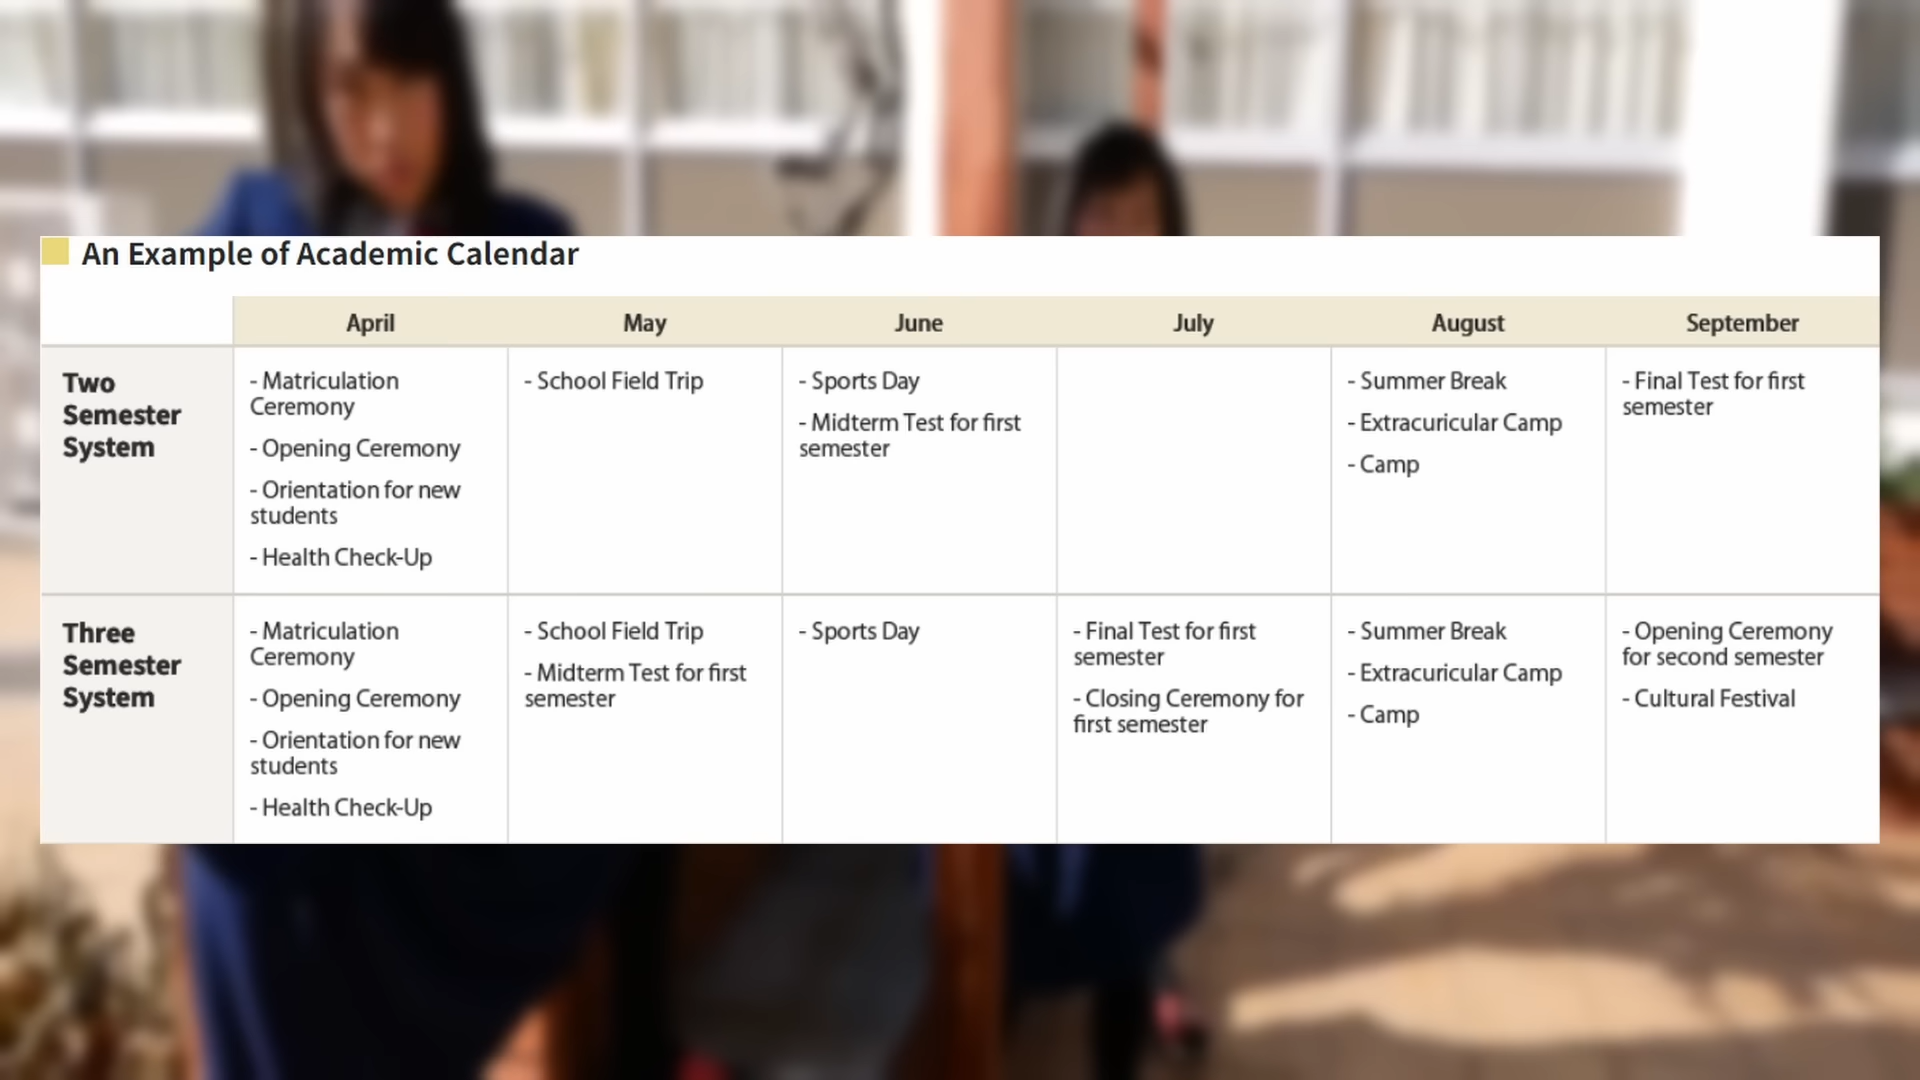 An Example of Academic Calendar
April May June July August September
Two
Semester
System
- Matriculation
Ceremony
- Opening Ceremony
- Orientation for new
students
- Health Check-Up
- School Field Trip
- Sports Day
- Midterm Test for first
semester
- Summer Break
- Extracuricular Camp
- Camp
- Final Test for first
semester
Three
Semester
System
- Matriculation
Ceremony
- Opening Ceremony
- Orientation for new
students
- Health Check-Up
- School Field Trip
- Midterm Test for first
semester
- Sports Day
- Final Test for first
semester
- Closing Ceremony for
first semester
- Summer Break
- Extracuricular Camp
- Camp
- Opening Ceremony
for second semester
- Cultural Festival